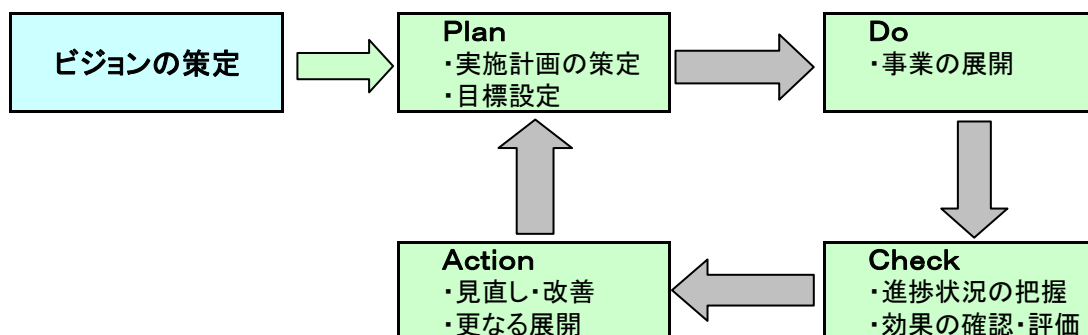 ビジョンの策定
Plan
・実施計画の策定
・目標設定
Do
・事業の展開
Action
・見直し・改善
・更なる展開
Check
・進捗状況の把握
・効果の確認・評価